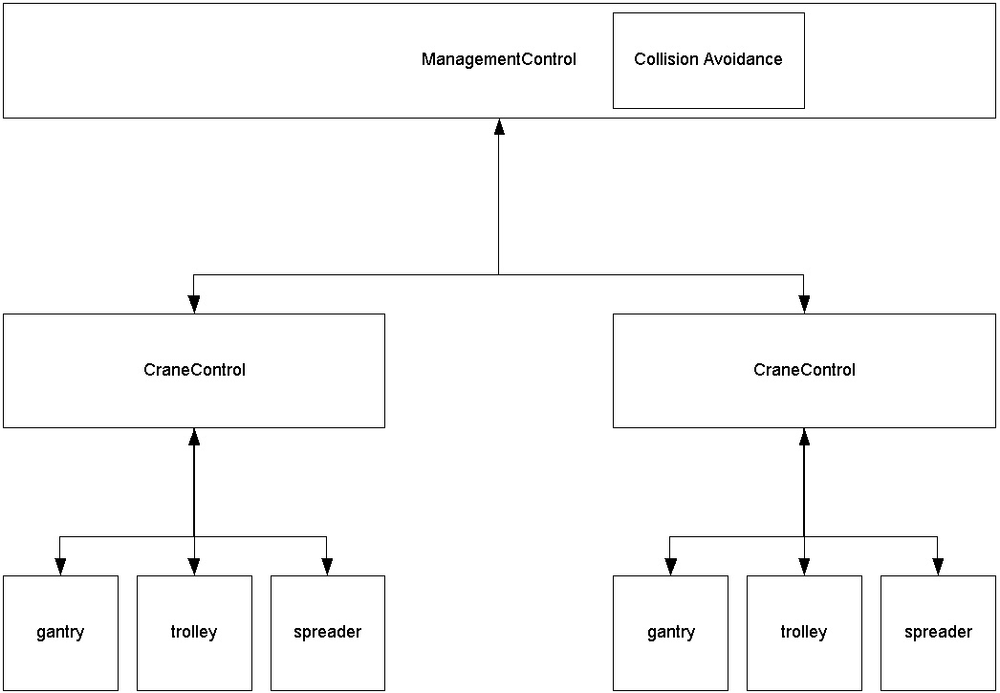 ManagementControl
Collision Avoidance
CraneControl
CraneControl
gantry
trolley
spreader
gantry
trolley
spreader